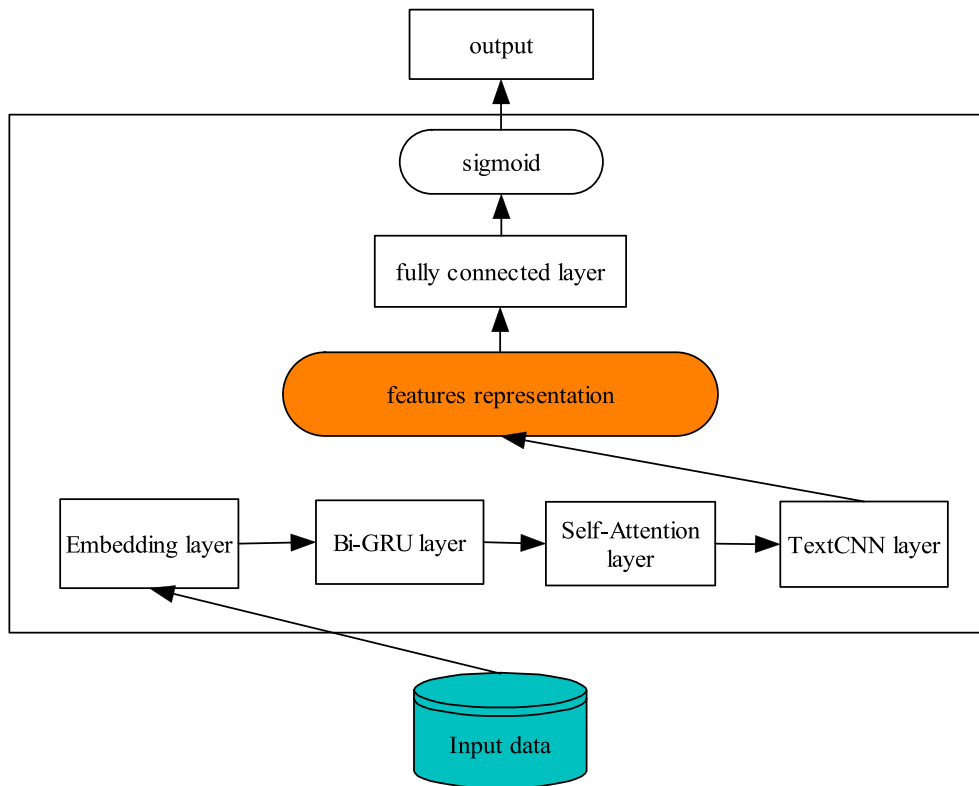 output
sigmoid
fully connected layer
features representation
Embedding layer
Bi-GRU layer
Self-Attention
layer
TextCNN layer
Input data